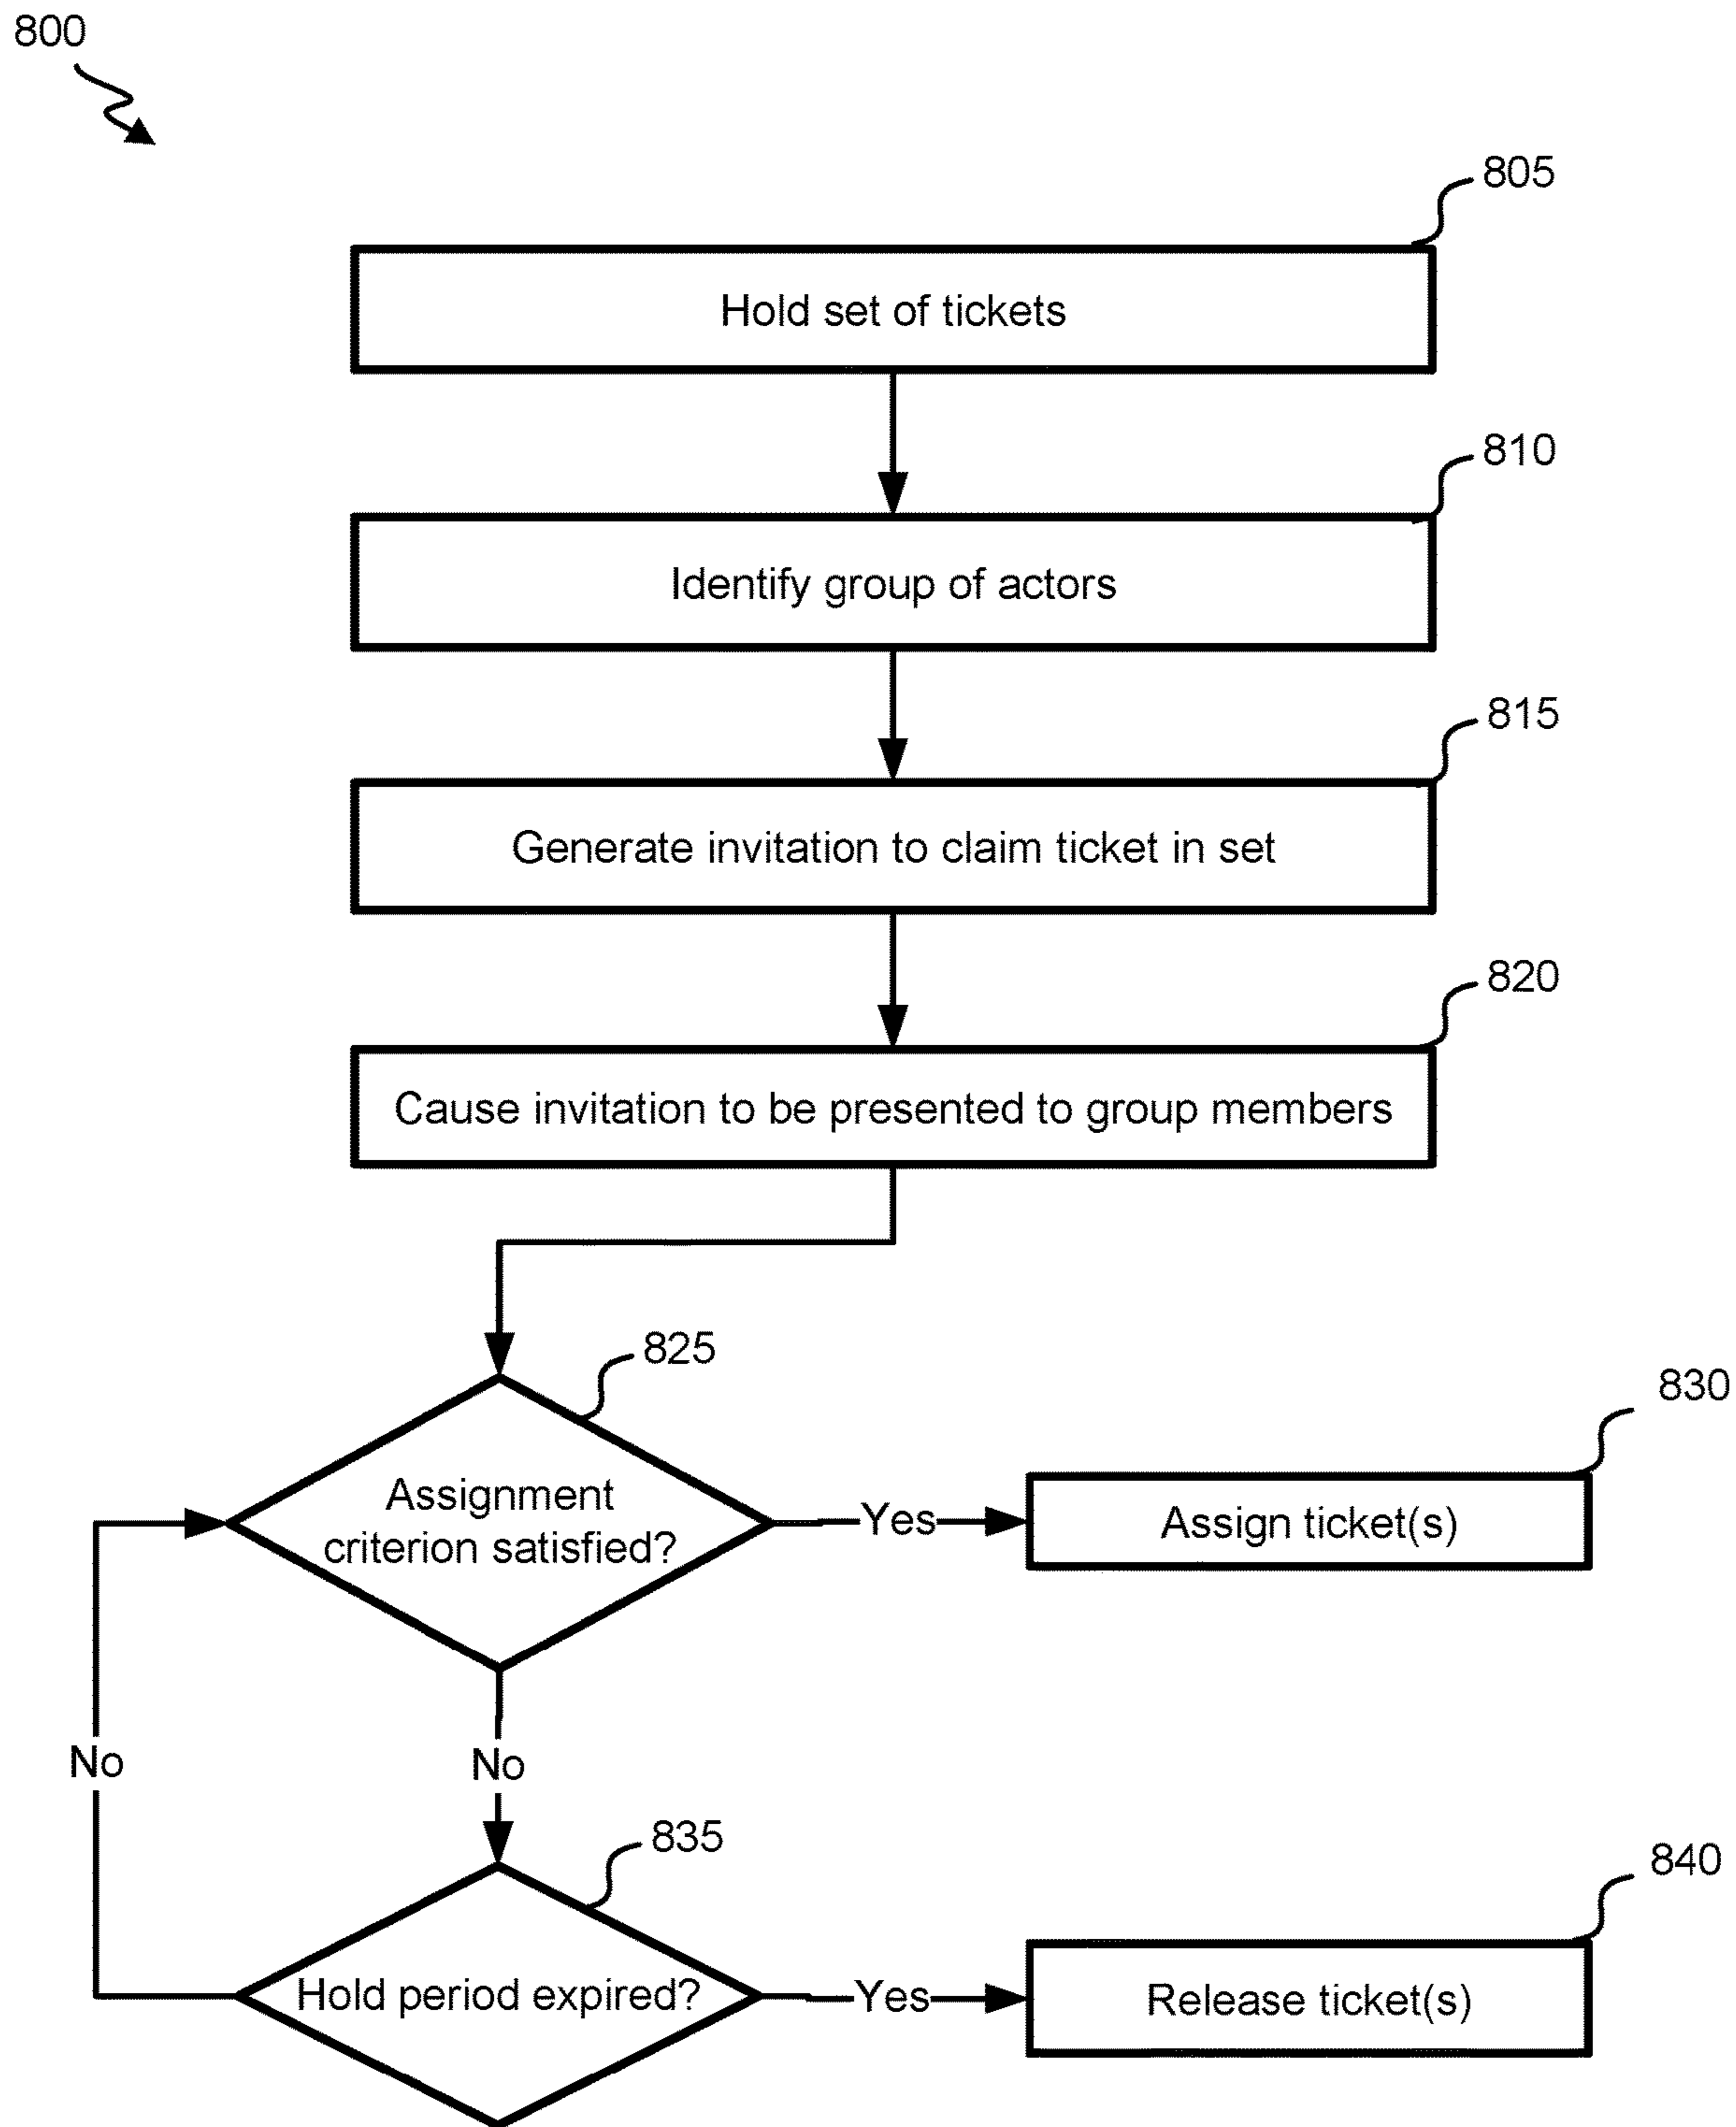 800
805
Hold set of tickets
810
Identify group of actors
815
Generate invitation to claim ticket in set
820
Cause invitation to be presented to group members
825
830
Assignment
criterion satisfied?
Yes
Assign ticket(s)
No
No
835
840
Hold period expired?
Yes
Release ticket(s)